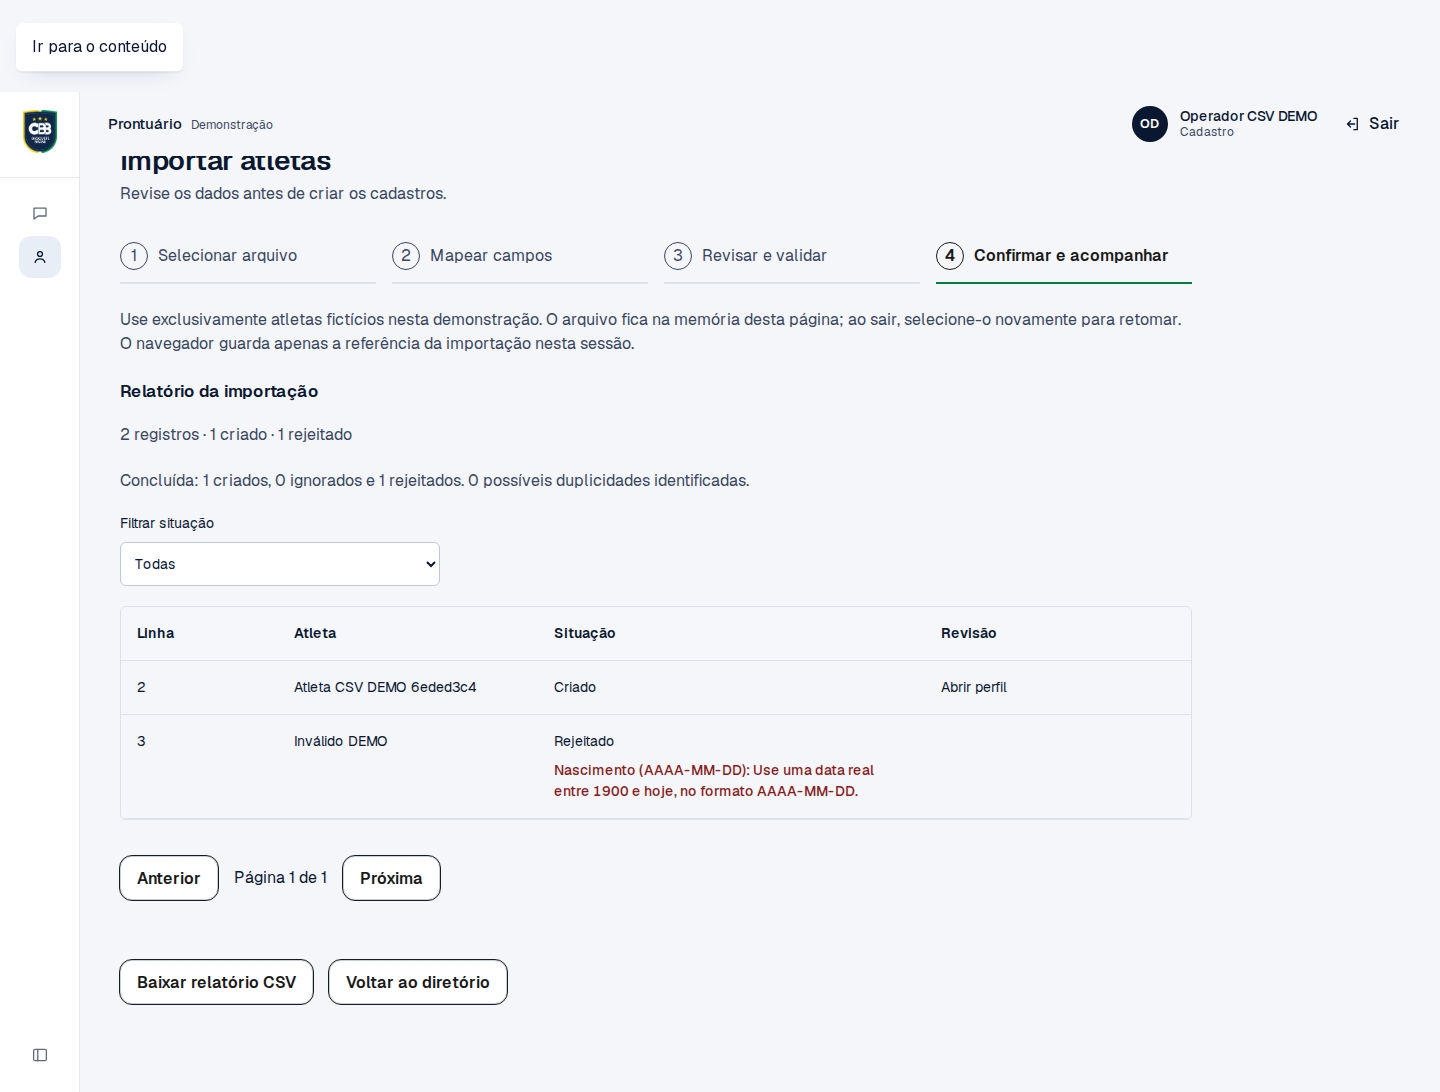 Ir para o conteúdo
CBB
Prontuário Demonstração
OD
Operador CSV DEMO
Cadastro
Sair
Importar atletas
Revise os dados antes de criar os cadastros.
1 Selecionar arquivo
2 Mapear campos
3 Revisar e validar
4 Confirmar e acompanhar
Use exclusivamente atletas fictícios nesta demonstração. O arquivo fica na memória desta página; ao sair, selecione-o novamente para retomar.
O navegador guarda apenas a referência da importação nesta sessão.
Relatório da importação
2 registros · 1 criado · 1 rejeitado
Concluída: 1 criados, 0 ignorados e 1 rejeitados. 0 possíveis duplicidades identificadas.
Filtrar situação
Todas
Linha Atleta Situação Revisão
2 Atleta CSV DEMO 6eded3c4 Criado Abrir perfil
3 Inválido DEMO Rejeitado
Nascimento (AAAA-MM-DD): Use uma data real
entre 1900 e hoje, no formato AAAA-MM-DD.
Anterior Página 1 de 1 Próxima
Baixar relatório CSV Voltar ao diretório